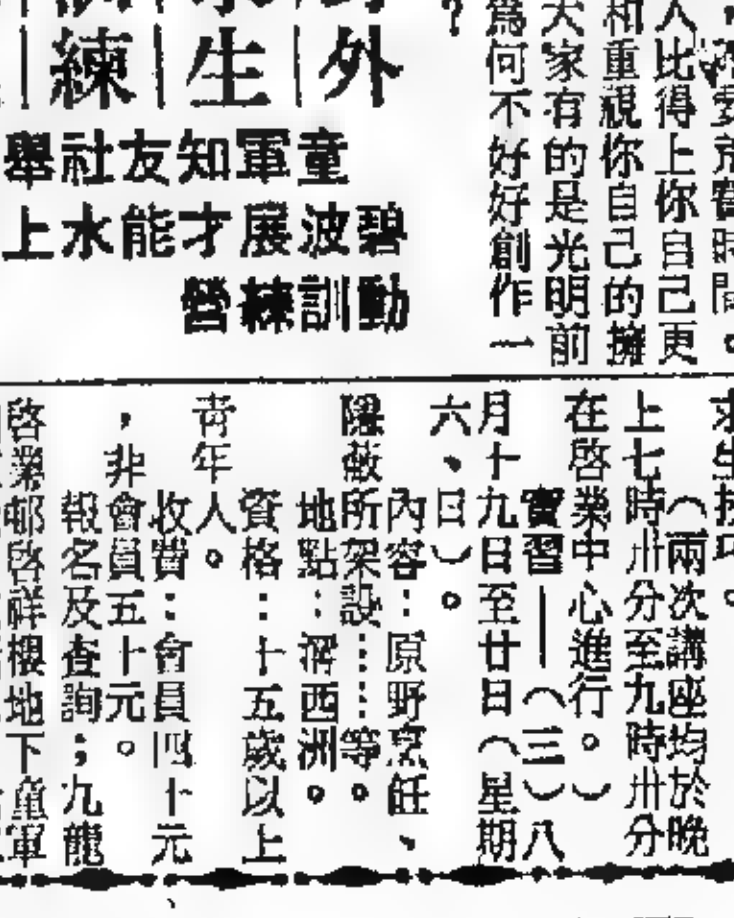 人比得上你自己更
和重視你自己的擁
大家有的是光明前
爲何不好好創作一
？
外
生
練
童軍知友社舉
碧波展才能水上
動訓練營
求生技巧。
（兩次講座均於晚
上七時卅分至九時卅分
在啓業中心進行。）
實習——（三）八
月十九日至廿日（星期
六、日）。
內容：原野烹飪、
隱蔽所架設……等。
地點：滘西洲。
資格：十五歲以上
青年人。
收費：會員四十元
，非會員五十元。
報名及查詢；九龍
啓業邨啓祥樓地下童軍